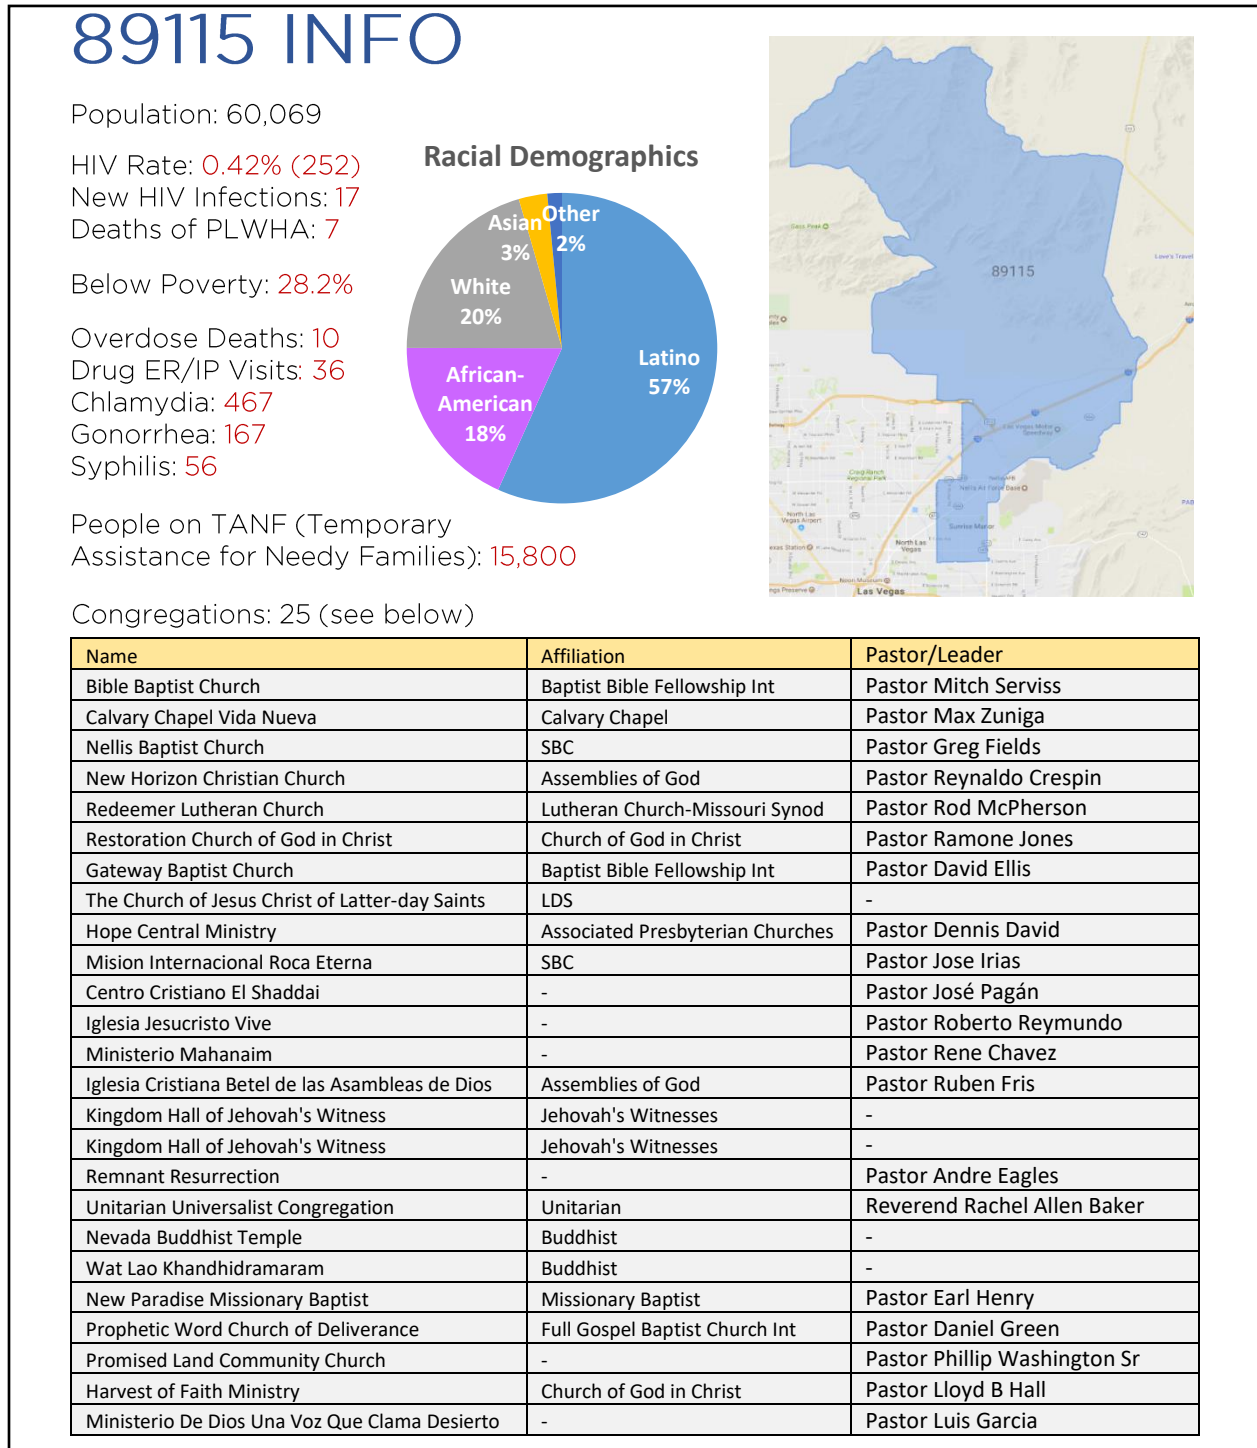 89115 INFO
Population: 60,069
HIV Rate: 0.42% (252)
New HIV Infections: 17
Deaths of PLWHA: 7
Below Poverty: 28.2%
Overdose Deaths: 10
Drug ER/IP Visits: 36
Chlamydia: 467
Gonorrhea: 167
Syphilis: 56
People on TANF (Temporary
Assistance for Needy Families): 15,800
Racial Demographics
Asian
3%
Other
2%
White
20%
Latino
57%
African-
American
18%
89115
Craig Ranch
Regional Park
North Las
Vegas Airport
North Las
Vegas
Sunrise Manor
Las Vegas
Congregations: 25 (see below)
Name Affiliation Pastor/Leader
Bible Baptist Church Baptist Bible Fellowship Int Pastor Mitch Serviss
Calvary Chapel Vida Nueva Calvary Chapel Pastor Max Zuniga
Nellis Baptist Church SBC Pastor Greg Fields
New Horizon Christian Church Assemblies of God Pastor Reynaldo Crespin
Redeemer Lutheran Church Lutheran Church-Missouri Synod Pastor Rod McPherson
Restoration Church of God in Christ Church of God in Christ Pastor Ramone Jones
Gateway Baptist Church Baptist Bible Fellowship Int Pastor David Ellis
The Church of Jesus Christ of Latter-day Saints LDS -
Hope Central Ministry Associated Presbyterian Churches Pastor Dennis David
Mision Internacional Roca Eterna SBC Pastor Jose Irias
Centro Cristiano El Shaddai - Pastor José Pagán
Iglesia Jesucristo Vive - Pastor Roberto Reymundo
Ministerio Mahanaim - Pastor Rene Chavez
Iglesia Cristiana Betel de las Asambleas de Dios Assemblies of God Pastor Ruben Fris
Kingdom Hall of Jehovah's Witness Jehovah's Witnesses -
Kingdom Hall of Jehovah's Witness Jehovah's Witnesses -
Remnant Resurrection - Pastor Andre Eagles
Unitarian Universalist Congregation Unitarian Reverend Rachel Allen Baker
Nevada Buddhist Temple Buddhist -
Wat Lao Khandhidramaram Buddhist -
New Paradise Missionary Baptist Missionary Baptist Pastor Earl Henry
Prophetic Word Church of Deliverance Full Gospel Baptist Church Int Pastor Daniel Green
Promised Land Community Church - Pastor Phillip Washington Sr
Harvest of Faith Ministry Church of God in Christ Pastor Lloyd B Hall
Ministerio De Dios Una Voz Que Clama Desierto - Pastor Luis Garcia